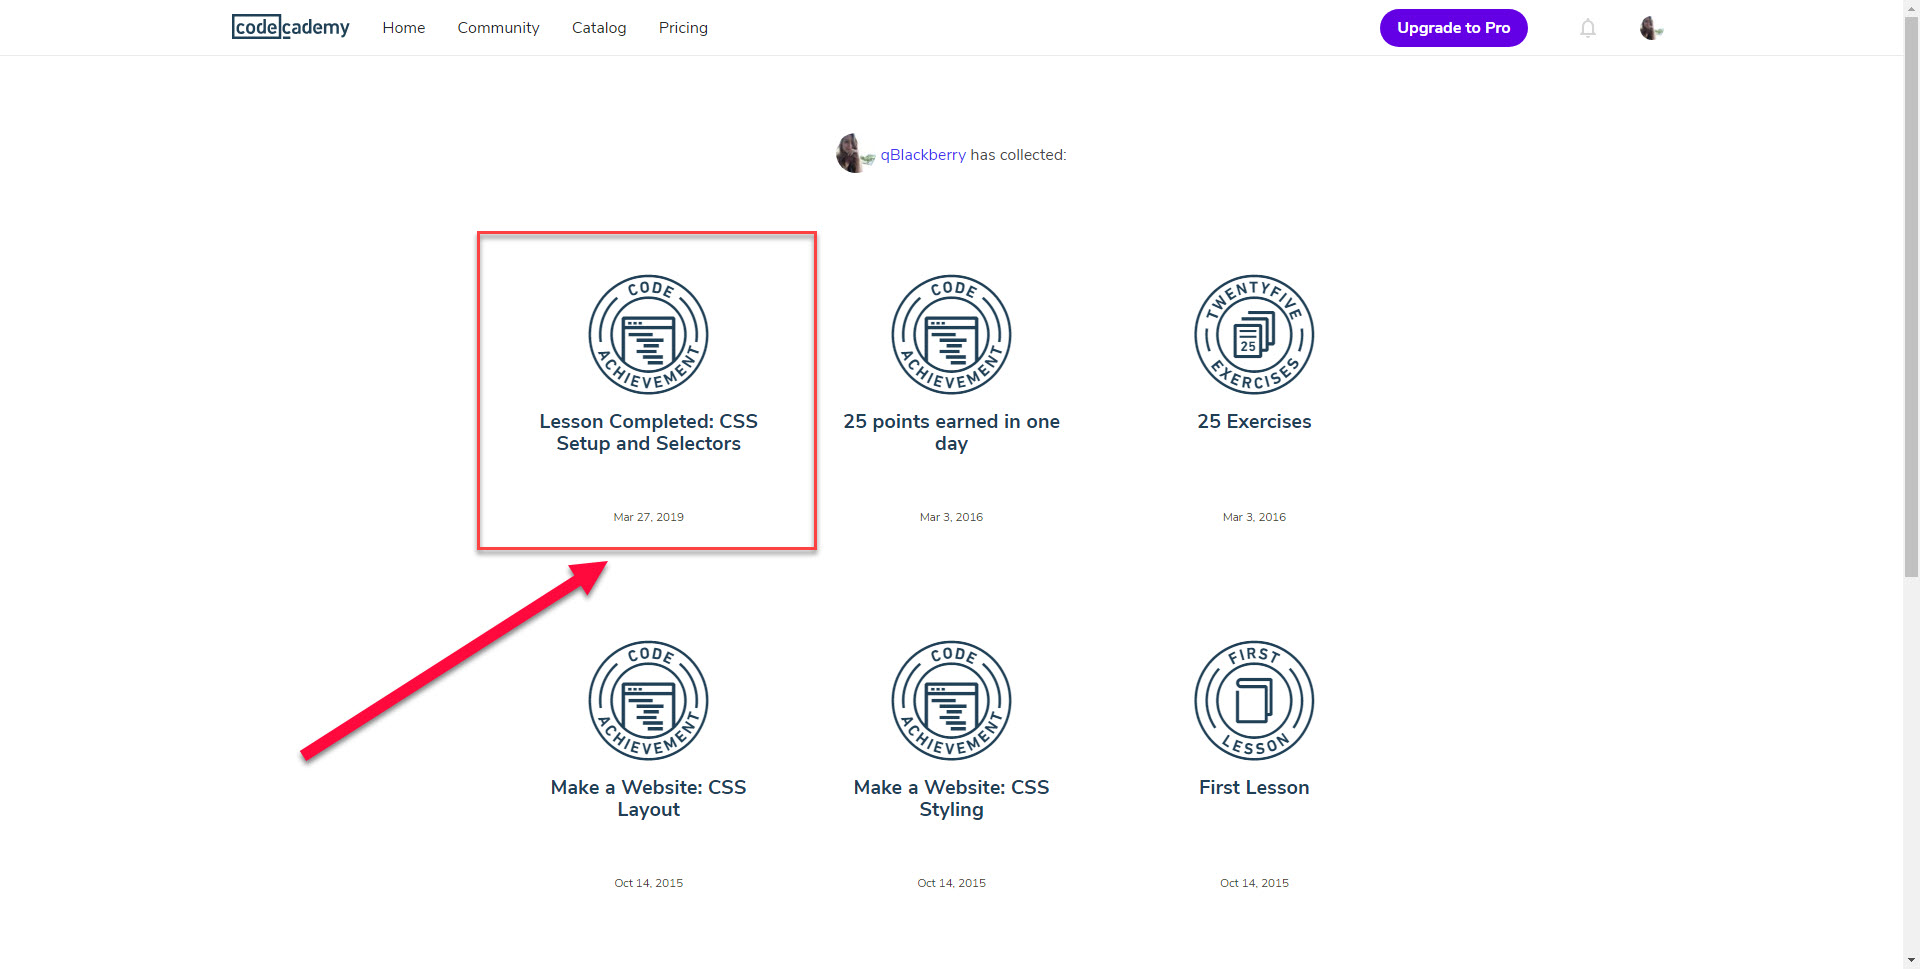 codecademy Home Community Catalog Pricing Upgrade to Pro
qBlackberry has collected:
CODE ACHIEVEMENT
CODE ACHIEVEMENT
TWENTYFIVE EXERCISES
25
Lesson Completed: CSS
Setup and Selectors
25 points earned in one
day
25 Exercises
Mar 27, 2019
Mar 3, 2016
Mar 3, 2016
CODE ACHIEVEMENT
CODE ACHIEVEMENT
FIRST LESSON
Make a Website: CSS
Layout
Make a Website: CSS
Styling
First Lesson
Oct 14, 2015
Oct 14, 2015
Oct 14, 2015